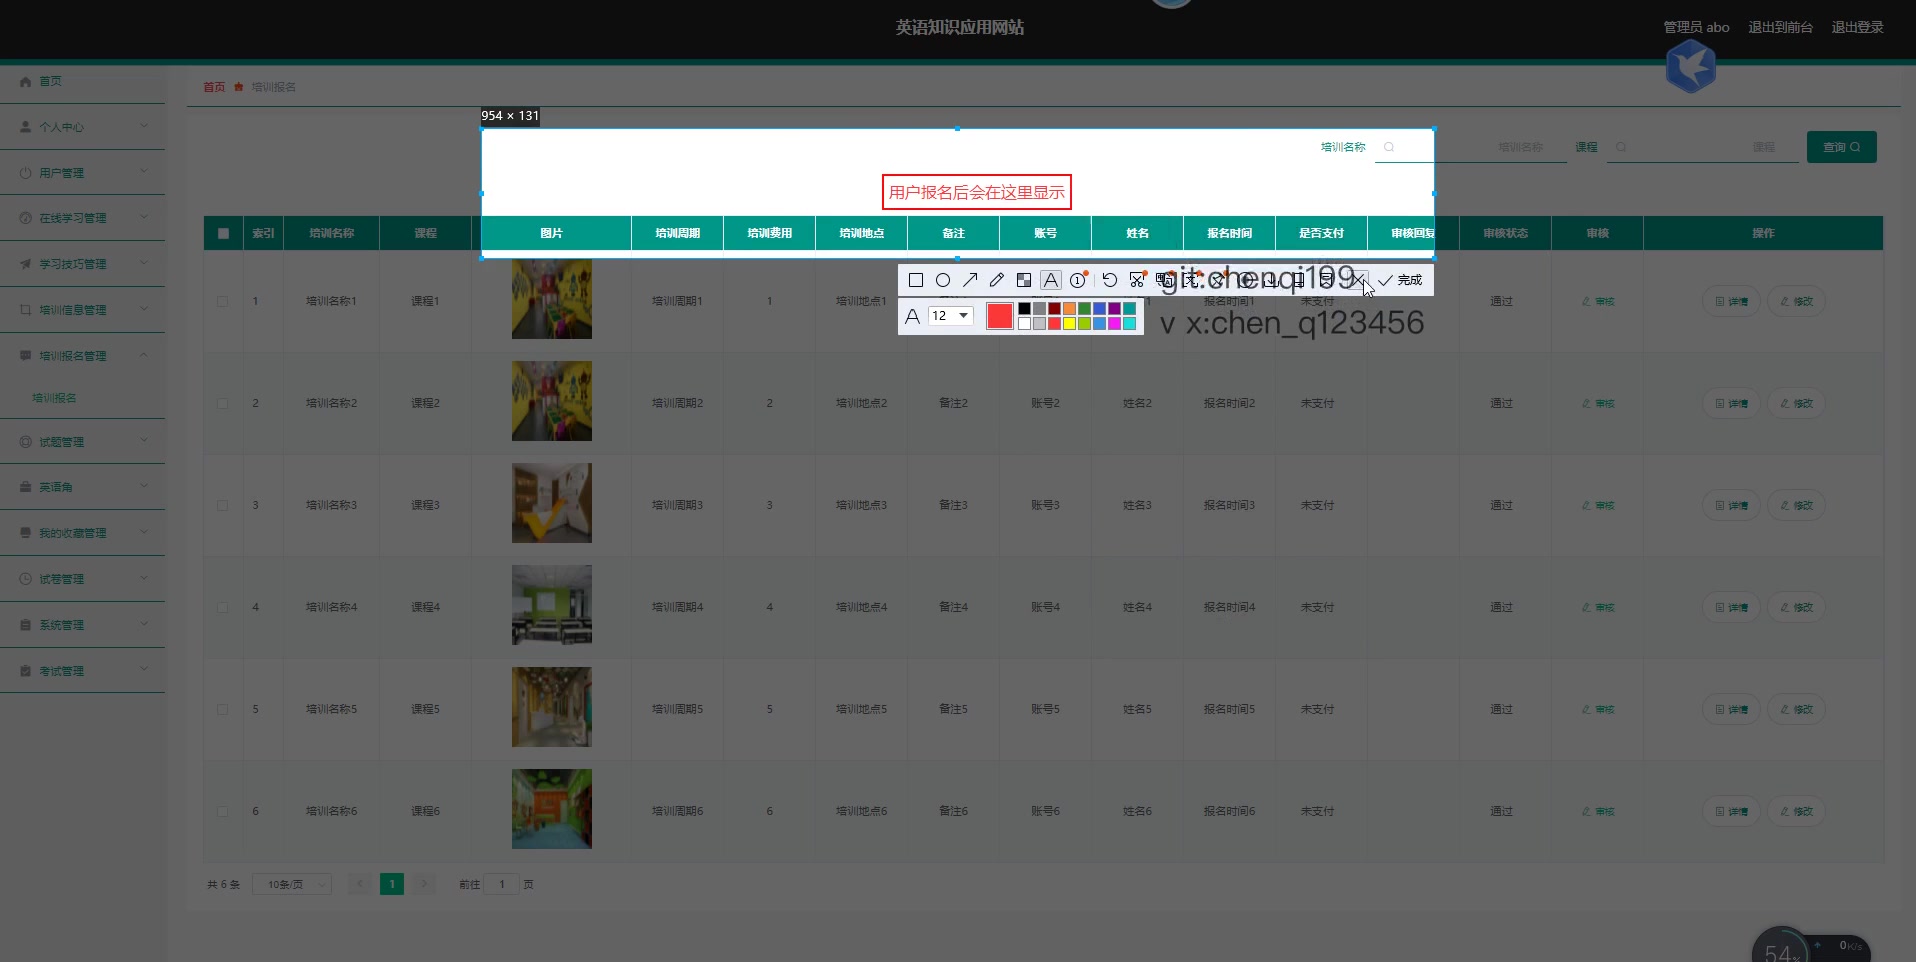 英语知识应用网站
管理员 abo 退出到前台 退出登录
首页
首页 培训报名
954 × 131
个人中心
用户管理
在线学习管理
学习技巧管理
培训信息管理
培训报名管理
培训报名
试题管理
英语角
我的收藏管理
试卷管理
系统管理
考试管理
培训名称 培训名称 课程 课程 查询
用户报名后会在这里显示
索引 培训名称 课程 图片 培训周期 培训费用 培训地点 备注 账号 姓名 报名时间 是否支付 审核回复 审核状态 审核 操作
完成
12
git:chenqi199
v x:chen_q123456
1 培训名称1 课程1 培训周期1 1 培训地点1 通过 审核 详情 修改
2 培训名称2 课程2 培训周期2 2 培训地点2 备注2 账号2 姓名2 报名时间2 未支付 通过 审核 详情 修改
3 培训名称3 课程3 培训周期3 3 培训地点3 备注3 账号3 姓名3 报名时间3 未支付 通过 审核 详情 修改
4 培训名称4 课程4 培训周期4 4 培训地点4 备注4 账号4 姓名4 报名时间4 未支付 通过 审核 详情 修改
5 培训名称5 课程5 培训周期5 5 培训地点5 备注5 账号5 姓名5 报名时间5 未支付 通过 审核 详情 修改
6 培训名称6 课程6 培训周期6 6 培训地点6 备注6 账号6 姓名6 报名时间6 未支付 通过 审核 详情 修改
共 6 条 10条/页 1 前往 1 页
54% 0K/s